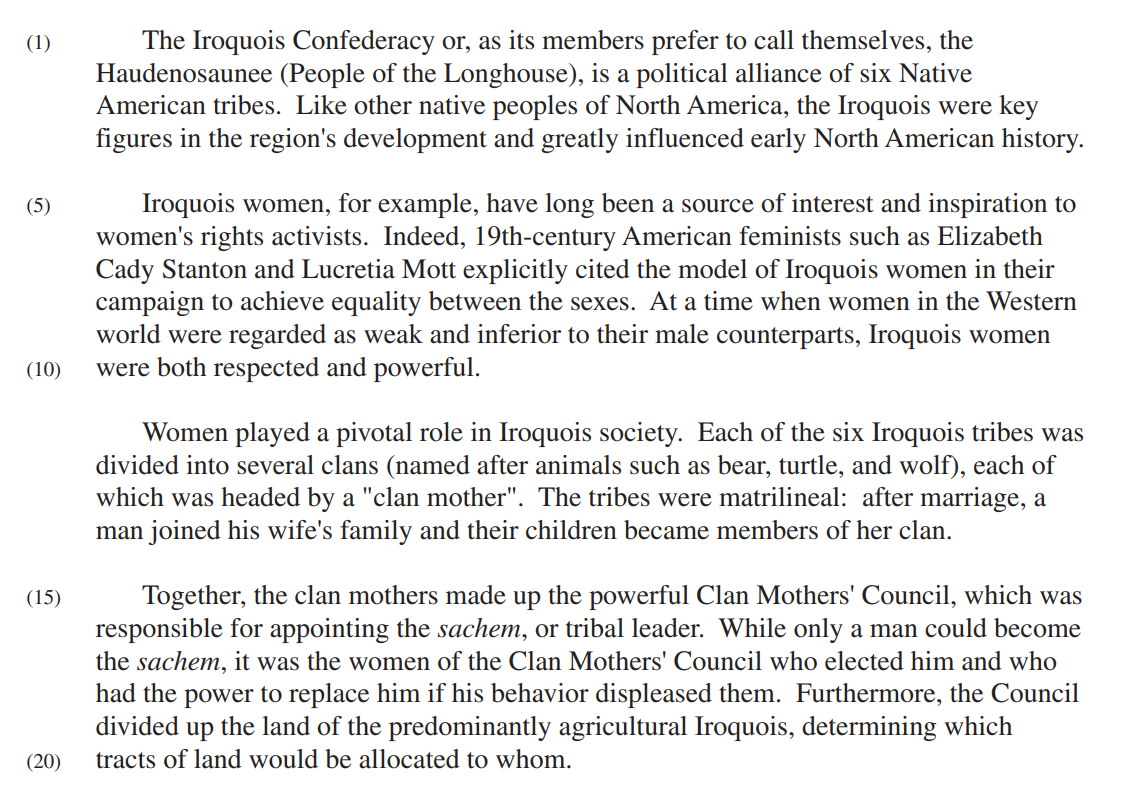 (1) The Iroquois Confederacy or, as its members prefer to call themselves, the
Haudenosaunee (People of the Longhouse), is a political alliance of six Native
American tribes. Like other native peoples of North America, the Iroquois were key
figures in the region's development and greatly influenced early North American history.
(5) Iroquois women, for example, have long been a source of interest and inspiration to
women's rights activists. Indeed, 19th-century American feminists such as Elizabeth
Cady Stanton and Lucretia Mott explicitly cited the model of Iroquois women in their
campaign to achieve equality between the sexes. At a time when women in the Western
world were regarded as weak and inferior to their male counterparts, Iroquois women
(10) were both respected and powerful.
Women played a pivotal role in Iroquois society. Each of the six Iroquois tribes was
divided into several clans (named after animals such as bear, turtle, and wolf), each of
which was headed by a "clan mother". The tribes were matrilineal: after marriage, a
man joined his wife's family and their children became members of her clan.
(15) Together, the clan mothers made up the powerful Clan Mothers' Council, which was
responsible for appointing the sachem, or tribal leader. While only a man could become
the sachem, it was the women of the Clan Mothers' Council who elected him and who
had the power to replace him if his behavior displeased them. Furthermore, the Council
divided up the land of the predominantly agricultural Iroquois, determining which
(20) tracts of land would be allocated to whom.